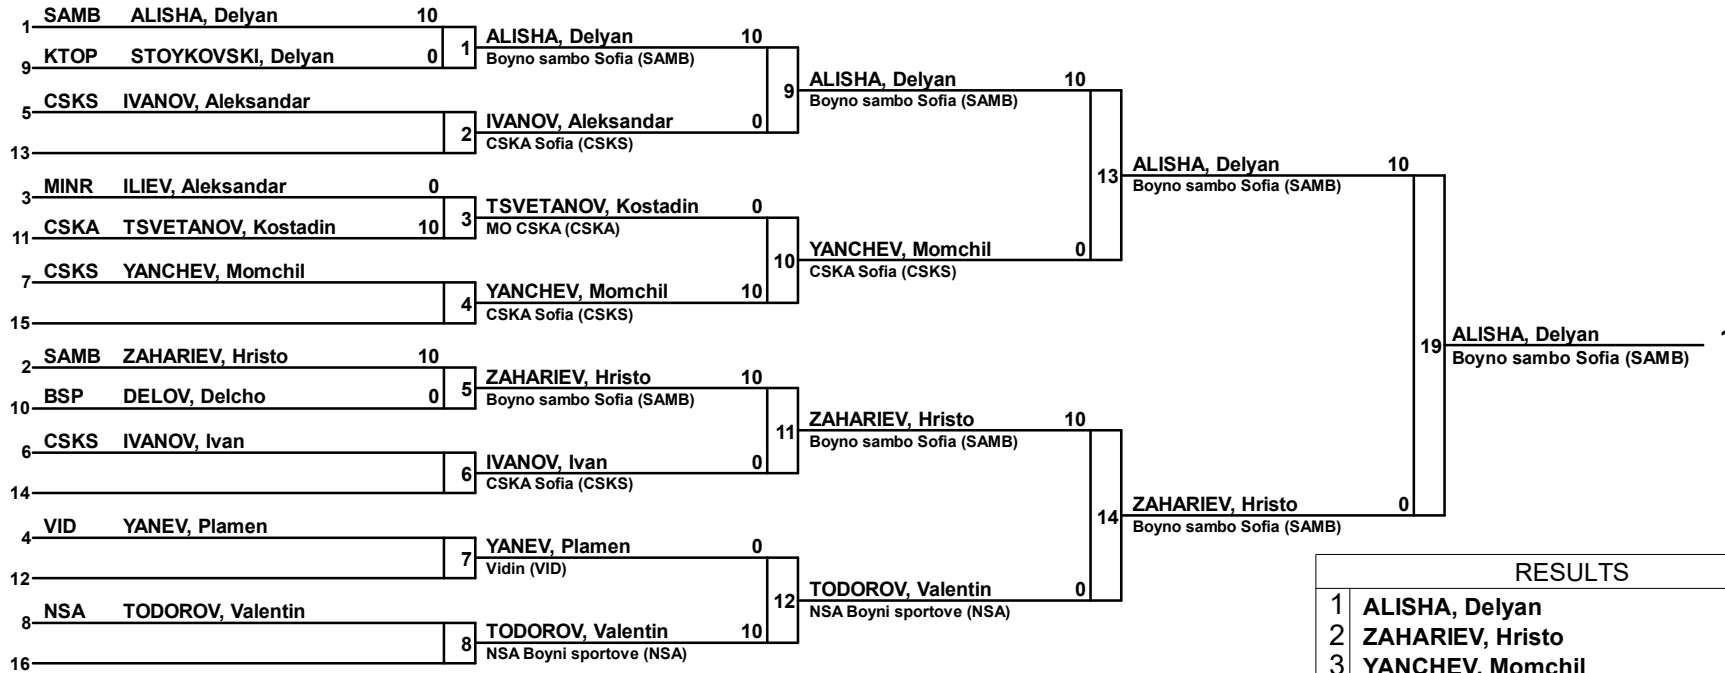 1 SAMB ALISHA, Delyan 10
9 KTOP STOYKOVSKI, Delyan 0
5 CSKS IVANOV, Aleksandar
13
3 MINR ILIEV, Aleksandar 0
11 CSKA TSVETANOV, Kostadin 10
7 CSKS YANCHEV, Momchil
15
2 SAMB ZAHARIEV, Hristo 10
10 BSP DELOV, Delcho 0
6 CSKS IVANOV, Ivan
14
4 VID YANEV, Plamen
12
8 NSA TODOROV, Valentin
16
1 ALISHA, Delyan 10
Boyno sambo Sofia (SAMB)
2 IVANOV, Aleksandar 0
CSKA Sofia (CSKS)
3 TSVETANOV, Kostadin 0
MO CSKA (CSKA)
4 YANCHEV, Momchil 10
CSKA Sofia (CSKS)
5 ZAHARIEV, Hristo 10
Boyno sambo Sofia (SAMB)
6 IVANOV, Ivan 0
CSKA Sofia (CSKS)
7 YANEV, Plamen 0
Vidin (VID)
8 TODOROV, Valentin 10
NSA Boyni sportove (NSA)
9 ALISHA, Delyan 10
Boyno sambo Sofia (SAMB)
10 YANCHEV, Momchil 0
CSKA Sofia (CSKS)
11 ZAHARIEV, Hristo 10
Boyno sambo Sofia (SAMB)
12 TODOROV, Valentin 0
NSA Boyni sportove (NSA)
13 ALISHA, Delyan 10
Boyno sambo Sofia (SAMB)
14 ZAHARIEV, Hristo 0
Boyno sambo Sofia (SAMB)
19 ALISHA, Delyan
Boyno sambo Sofia (SAMB)
RESULTS
1 ALISHA, Delyan
2 ZAHARIEV, Hristo
3 YANCHEV, Momchil